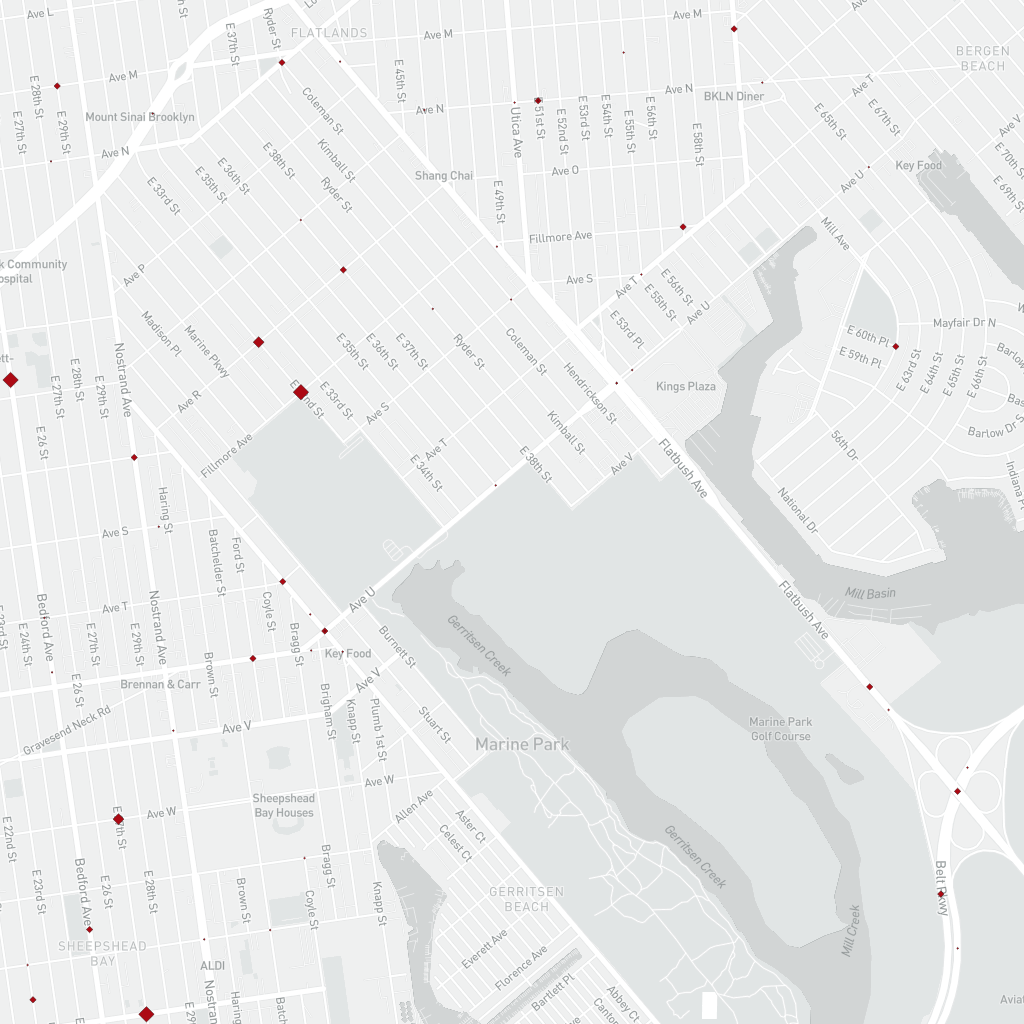 Ave L
Ryder St
E 37th St
FLATLANDS
Ave M
Ave M
BERGEN
BEACH
Ave M
E 28th St
E 29th St
E 27th St
Mount Sinai Brooklyn
Ave N
E 45th St
Ave N
Ave N
BKLN Diner
Ave T
E 65th St
E 67th St
Ave V
Coleman St
Kimball St
Ryder St
Utica Ave
51st St
E 52nd St
E 53rd St
E 54th St
E 55th St
E 56th St
E 58th St
E 38th St
E 36th St
E 35th St
E 33rd St
Shang Chai
E 49th St
Ave O
Ave U
Key Food
E 70th St
E 69th St
Mill Ave
Fillmore Ave
Ave P
k Community
ospital
Ave S
Ave T
E 56th St
E 55th St
E 53rd Pl
Ave U
Madison Pl
Marine Pkwy
E 35th St
E 36th St
E 37th St
Ryder St
Coleman St
Hendrickson St
Kings Plaza
E 60th Pl
E 59th Pl
Mayfair Dr N
Barlow
E 63rd St
E 64th St
E 65th St
E 66th St
Bas
Barlow Dr S
ett-
Nostrand Ave
E 28th St
E 29th St
E 27th St
E 26 St
Ave R
E 33rd St
Ave S
Fillmore Ave
Ave T
E 34th St
Kimball St
E 38th St
Ave V
Flatbush Ave
56th Dr
National Dr
Indiana Pl
Haring St
Ave S
Batchelder St
Ford St
Coyle St
Bragg St
Ave U
Ave T
Bedford Ave
Nostrand Ave
23rd St
E 24th St
E 27th St
E 29th St
E 26 St
Brown St
Brennan & Carr
Gravesend Neck Rd
Key Food
Burnett St
Gerritsen Creek
Mill Basin
Flatbush Ave
Ave V
Brigham St
Knapp St
Plumb 1st St
Stuart St
Ave V
Marine Park
Marine Park
Golf Course
Ave W
Sheepshead
Bay Houses
Ave W
Allen Ave
Aster Ct
Celest Ct
Gerritsen Creek
Mill Creek
Belt Pkwy
E 22nd St
E 23rd St
Bedford Ave
E 26 St
E 28th St
Brown St
Bragg St
Coyle St
Knapp St
GERRITSEN
BEACH
SHEEPSHEAD
BAY
ALDI
Everett Ave
Florence Ave
Bartlett Pl
Abbey Ct
Canton
Nostran
Haring
Batch
E 29
Aviat